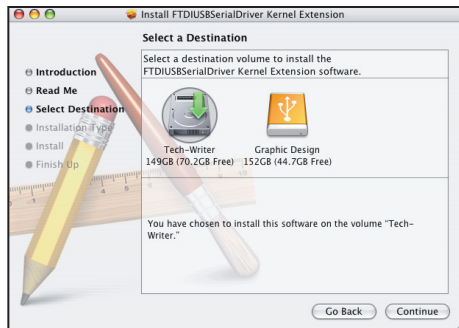 Install FTDIUSBSerialDriver Kernel Extension
Select a Destination
Introduction
Read Me
Select Destination
Installation Type
Install
Finish Up
Select a destination volume to install the
FTDIUSBSerialDriver Kernel Extension software.
Tech-Writer
149GB (70.2GB Free)
Graphic Design
152GB (44.7GB Free)
You have chosen to install this software on the volume “Tech-
Writer.”
Go Back
Continue